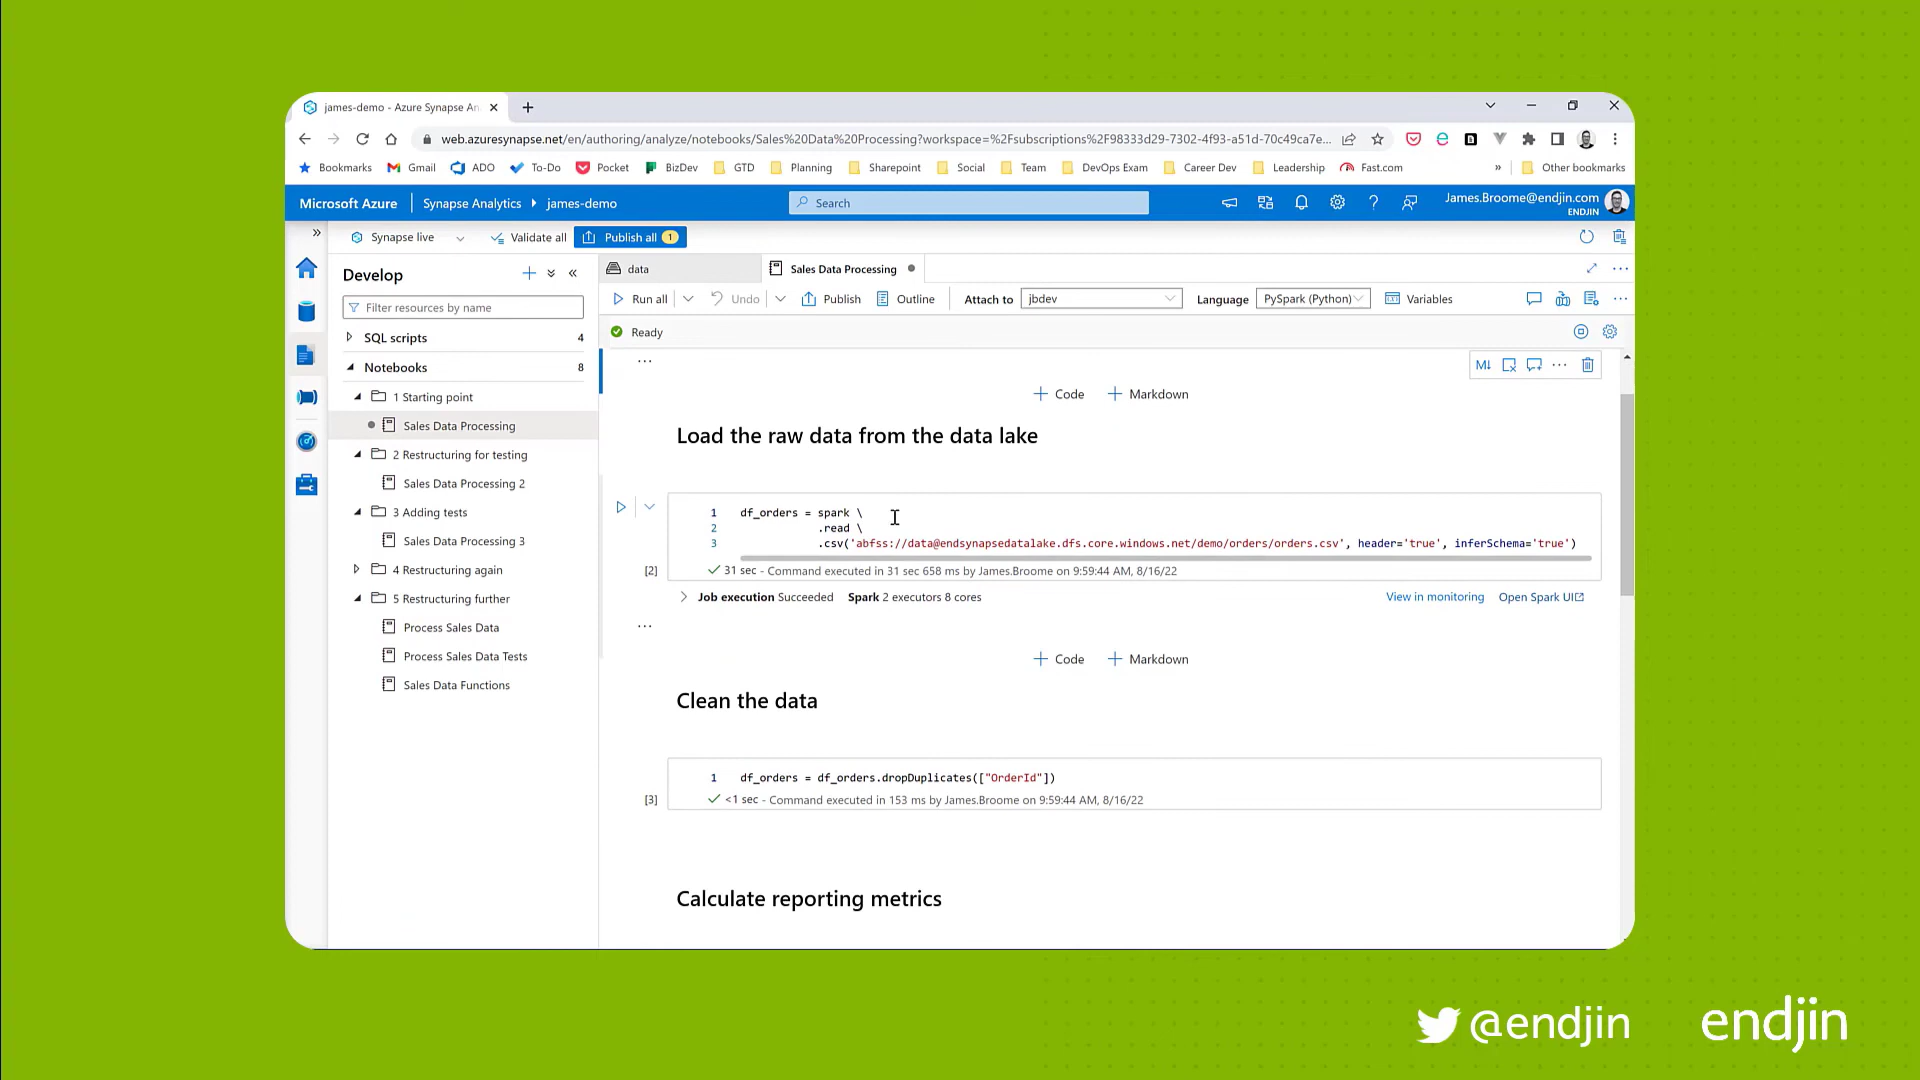 james-demo - Azure Synapse An
web.azuresynapse.net/en/authoring/analyze/notebooks/Sales%20Data%20Processing?workspace=%2Fsubscriptions%2F98333d29-7302-4f93-a51d-70c49ca7e...
Bookmarks Gmail ADO To-Do Pocket BizDev GTD Planning Sharepoint Social Team DevOps Exam Career Dev Leadership Fast.com » Other bookmarks
Microsoft Azure Synapse Analytics james-demo Search James.Broome@endjin.com
ENDJIN
Synapse live Validate all Publish all 1
Develop
Filter resources by name
SQL scripts 4
Notebooks 8
1 Starting point
Sales Data Processing
2 Restructuring for testing
Sales Data Processing 2
3 Adding tests
Sales Data Processing 3
4 Restructuring again
5 Restructuring further
Process Sales Data
Process Sales Data Tests
Sales Data Functions
data Sales Data Processing
Run all Undo Publish Outline Attach to jbdev Language PySpark (Python) Variables
Ready
M↓
+ Code + Markdown
Load the raw data from the data lake
1 df_orders = spark \
2 .read \
3 .csv('abfss://data@endsynapsedatalake.dfs.core.windows.net/demo/orders/orders.csv', header='true', inferSchema='true')
[2] 31 sec - Command executed in 31 sec 658 ms by James.Broome on 9:59:44 AM, 8/16/22
Job execution Succeeded Spark 2 executors 8 cores View in monitoring Open Spark UI
+ Code + Markdown
Clean the data
1 df_orders = df_orders.dropDuplicates(["OrderId"])
[3] <1 sec - Command executed in 153 ms by James.Broome on 9:59:44 AM, 8/16/22
Calculate reporting metrics
@endjin endjin